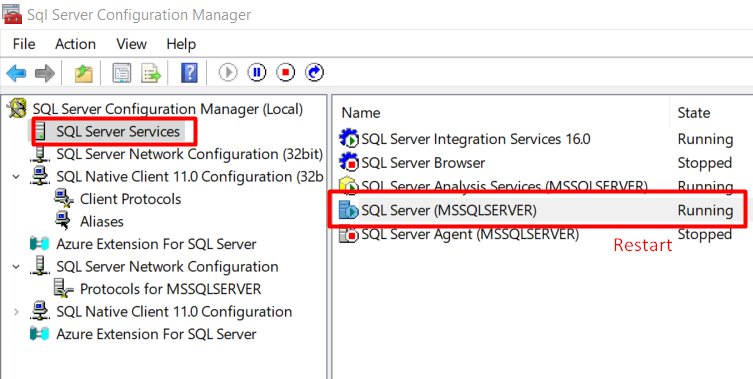 Sql Server Configuration Manager
File Action View Help
SQL Server Configuration Manager (Local)
SQL Server Services
SQL Server Network Configuration (32bit)
SQL Native Client 11.0 Configuration (32b
Client Protocols
Aliases
Azure Extension For SQL Server
SQL Server Network Configuration
Protocols for MSSQLSERVER
SQL Native Client 11.0 Configuration
Azure Extension For SQL Server
Name State
SQL Server Integration Services 16.0 Running
SQL Server Browser Stopped
SQL Server Analysis Services (MSSQLSERVER) Running
SQL Server (MSSQLSERVER) Running
SQL Server Agent (MSSQLSERVER) Stopped
Restart